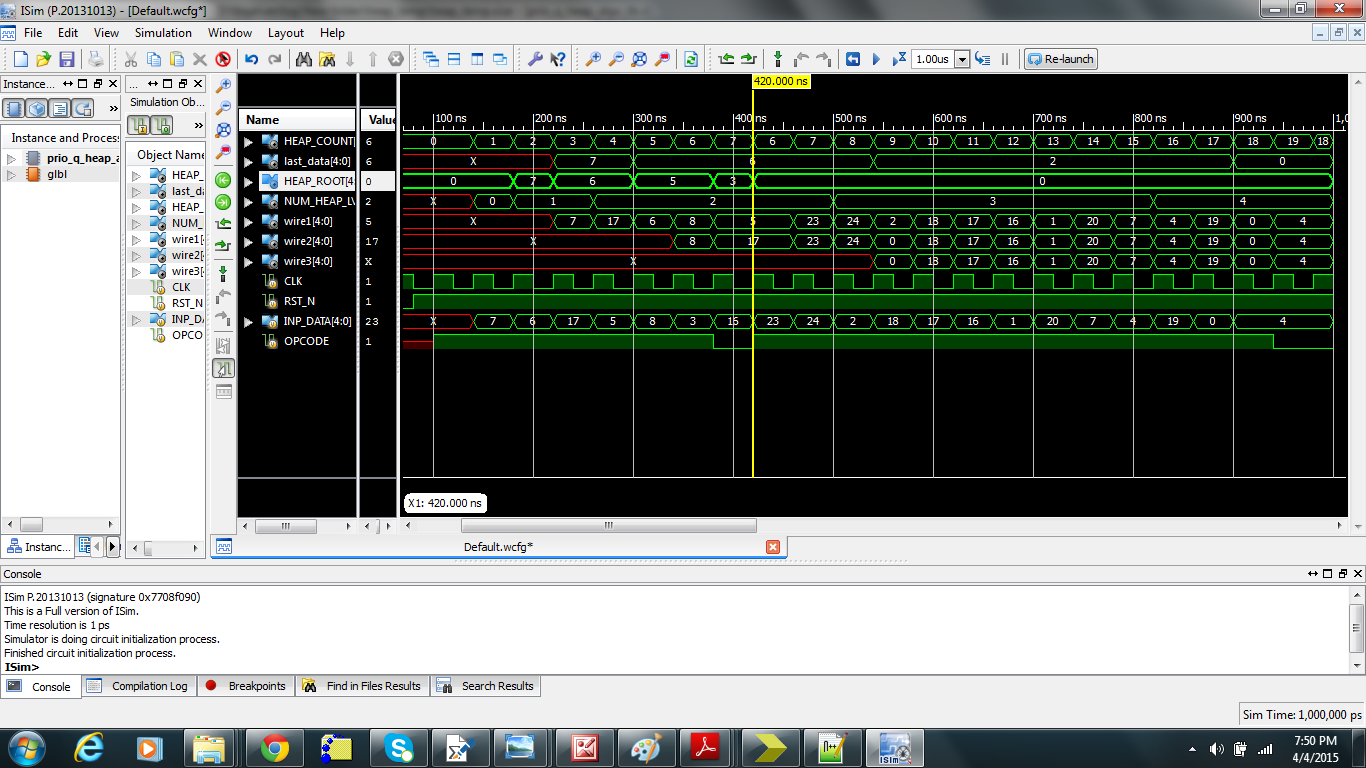 ISim (P.20131013) - [Default.wcfg*]
File Edit View Simulation Window Layout Help
1.00us Re-launch
Instance... ...
Simulation Ob...
Instance and Proces
prio_q_heap_a
glbl
Object Name
HEAP_
last_da
HEAP_
NUM_
wire1[
wire2[
wire3[
CLK
RST_N
INP_DA
OPCO
420.000 ns
Name Value
100 ns 200 ns 300 ns 400 ns 500 ns 600 ns 700 ns 800 ns 900 ns 1,0
HEAP_COUNT[ 6 0 1 2 3 4 5 6 7 6 7 8 9 10 11 12 13 14 15 16 17 18 19 18
last_data[4:0] 6 X 7 6 2 0
HEAP_ROOT[4: 0 0 7 6 5 3 0
NUM_HEAP_LV 2 X 0 1 2 3 4
wire1[4:0] 5 X 7 17 6 8 5 23 24 2 18 17 16 1 20 7 4 19 0 4
wire2[4:0] 17 X 8 17 23 24 0 18 17 16 1 20 7 4 19 0 4
wire3[4:0] X X 0 18 17 16 1 20 7 4 19 0 4
CLK 1
RST_N 1
INP_DATA[4:0] 23 X 7 6 17 5 8 3 16 23 24 2 18 17 16 1 20 7 4 19 0 4
OPCODE 1
X1: 420.000 ns
Instanc...
Default.wcfg*
Console
ISim P.20131013 (signature 0x7708f090)
This is a Full version of ISim.
Time resolution is 1 ps
Simulator is doing circuit initialization process.
Finished circuit initialization process.
ISim>
Console Compilation Log Breakpoints Find in Files Results Search Results
Sim Time: 1,000,000 ps
7:50 PM
4/4/2015